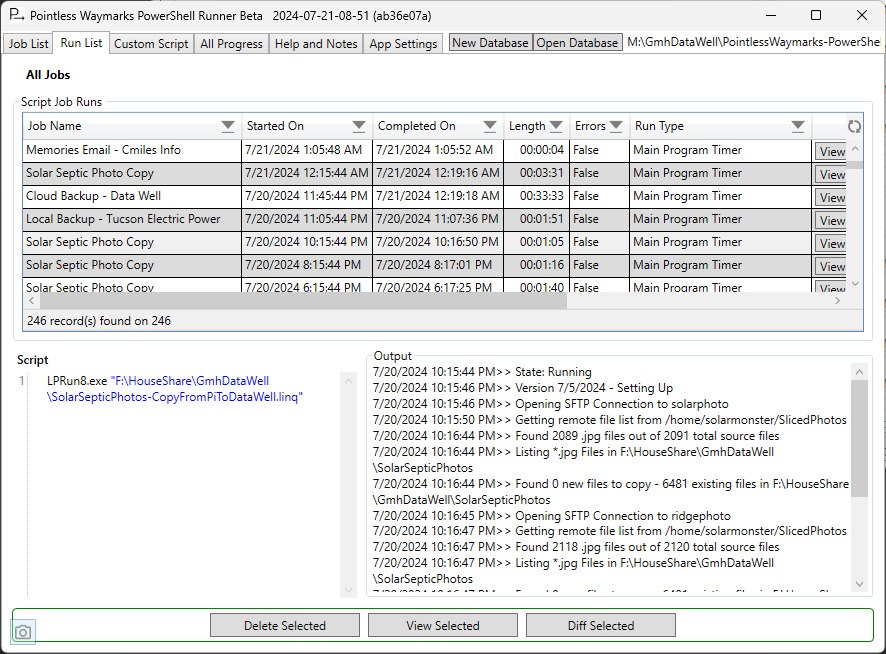 Pointless Waymarks PowerShell Runner Beta 2024-07-21-08-51 (ab36e07a)
Job List Run List Custom Script All Progress Help and Notes App Settings New Database Open Database M:\GmhDataWell\PointlessWaymarks-PowerShel
All Jobs
Script Job Runs
Job Name Started On Completed On Length Errors Run Type
Memories Email - Cmiles Info 7/21/2024 1:05:48 AM 7/21/2024 1:05:52 AM 00:00:04 False Main Program Timer View
Solar Septic Photo Copy 7/21/2024 12:15:44 AM 7/21/2024 12:19:16 AM 00:03:31 False Main Program Timer View
Cloud Backup - Data Well 7/20/2024 11:45:44 PM 7/21/2024 12:19:18 AM 00:33:33 False Main Program Timer View
Local Backup - Tucson Electric Power 7/20/2024 11:05:44 PM 7/20/2024 11:07:36 PM 00:01:51 False Main Program Timer View
Solar Septic Photo Copy 7/20/2024 10:15:44 PM 7/20/2024 10:16:50 PM 00:01:05 False Main Program Timer View
Solar Septic Photo Copy 7/20/2024 8:15:44 PM 7/20/2024 8:17:01 PM 00:01:16 False Main Program Timer View
Solar Septic Photo Copy 7/20/2024 6:15:44 PM 7/20/2024 6:17:25 PM 00:01:40 False Main Program Timer View
246 record(s) found on 246
Script
1 LPRun8.exe "F:\HouseShare\GmhDataWell
\SolarSepticPhotos-CopyFromPiToDataWell.linq"
Output
7/20/2024 10:15:44 PM>> State: Running
7/20/2024 10:15:46 PM>> Version 7/5/2024 - Setting Up
7/20/2024 10:15:46 PM>> Opening SFTP Connection to solarphoto
7/20/2024 10:15:50 PM>> Getting remote file list from /home/solarmonster/SlicedPhotos
7/20/2024 10:16:44 PM>> Found 2089 .jpg files out of 2091 total source files
7/20/2024 10:16:44 PM>> Listing *.jpg Files in F:\HouseShare\GmhDataWell
\SolarSepticPhotos
7/20/2024 10:16:44 PM>> Found 0 new files to copy - 6481 existing files in F:\HouseShare
\GmhDataWell\SolarSepticPhotos
7/20/2024 10:16:45 PM>> Opening SFTP Connection to ridgephoto
7/20/2024 10:16:47 PM>> Getting remote file list from /home/solarmonster/SlicedPhotos
7/20/2024 10:16:47 PM>> Found 2118 .jpg files out of 2120 total source files
7/20/2024 10:16:47 PM>> Listing *.jpg Files in F:\HouseShare\GmhDataWell
\SolarSepticPhotos
Delete Selected View Selected Diff Selected